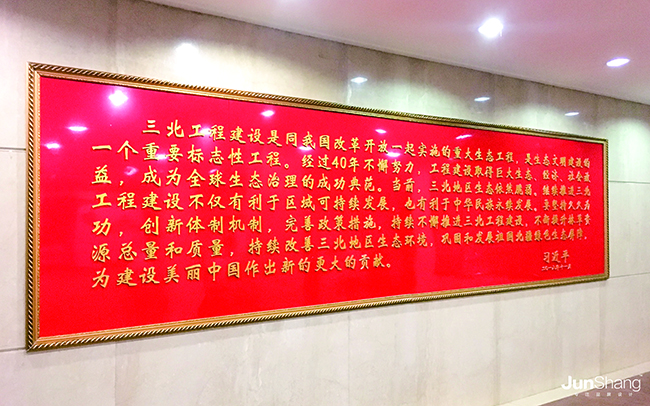 三北工程建设是同我国改革开放一起实施的重大生态工程，是生态文明建设的
一个重要标志性工程。经过40年不懈努力，工程建设取得巨大生态、经济、社会效
益，成为全球生态治理的成功典范。当前，三北地区生态依然脆弱。继续推进三北
工程建设不仅有利于区域可持续发展，也有利于中华民族永续发展。要坚持久久为
功，创新体制机制，完善政策措施，持续不懈推进三北工程建设，不断提升林草资
源总量和质量，持续改善三北地区生态环境，巩固和发展祖国北疆绿色生态屏障，
为建设美丽中国作出新的更大的贡献。
习近平
JunShang